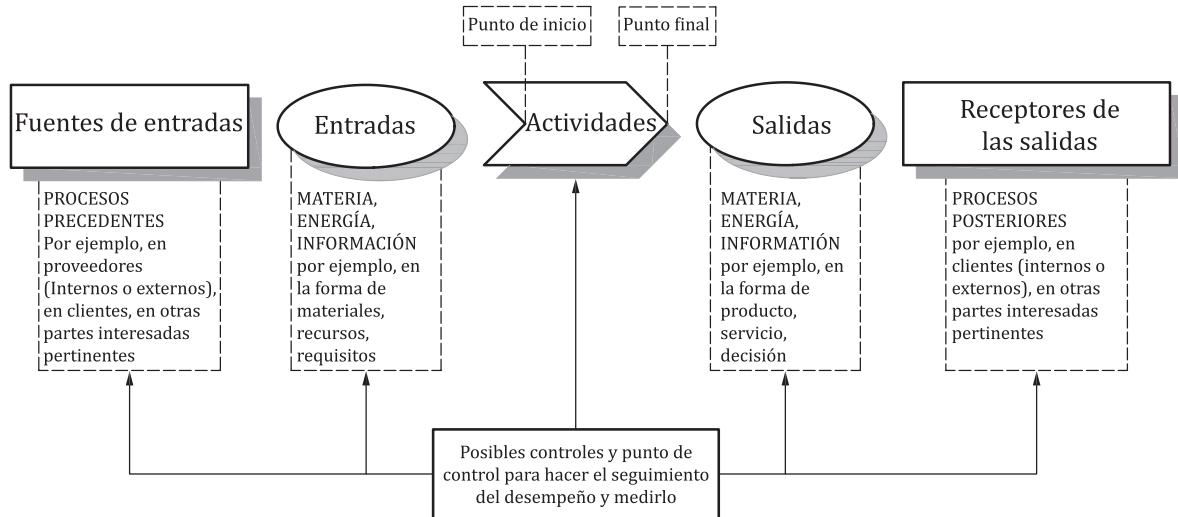 Punto de inicio
Punto final
Fuentes de entradas
Entradas
Actividades
Salidas
Receptores de
las salidas
PROCESOS
PRECEDENTES
Por ejemplo, en
proveedores
(Internos o externos),
en clientes, en otras
partes interesadas
pertinentes
MATERIA,
ENERGÍA,
INFORMACIÓN
por ejemplo, en
la forma de
materiales,
recursos,
requisitos
MATERIA,
ENERGÍA,
INFORMATIÓN
por ejemplo, en
la forma de
producto,
servicio,
decisión
PROCESOS
POSTERIORES
por ejemplo, en
clientes (internos o
externos), en otras
partes interesadas
pertinentes
Posibles controles y punto de
control para hacer el seguimiento
del desempeño y medirlo